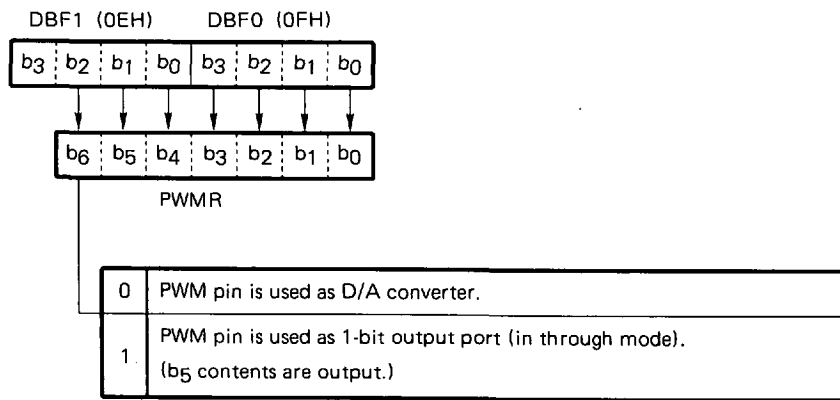 DBF1 (0EH) DBF0 (0FH)
b3 b2 b1 b0 b3 b2 b1 b0
b6 b5 b4 b3 b2 b1 b0
PWMR
0 PWM pin is used as D/A converter.
1 PWM pin is used as 1-bit output port (in through mode).
(b5 contents are output.)